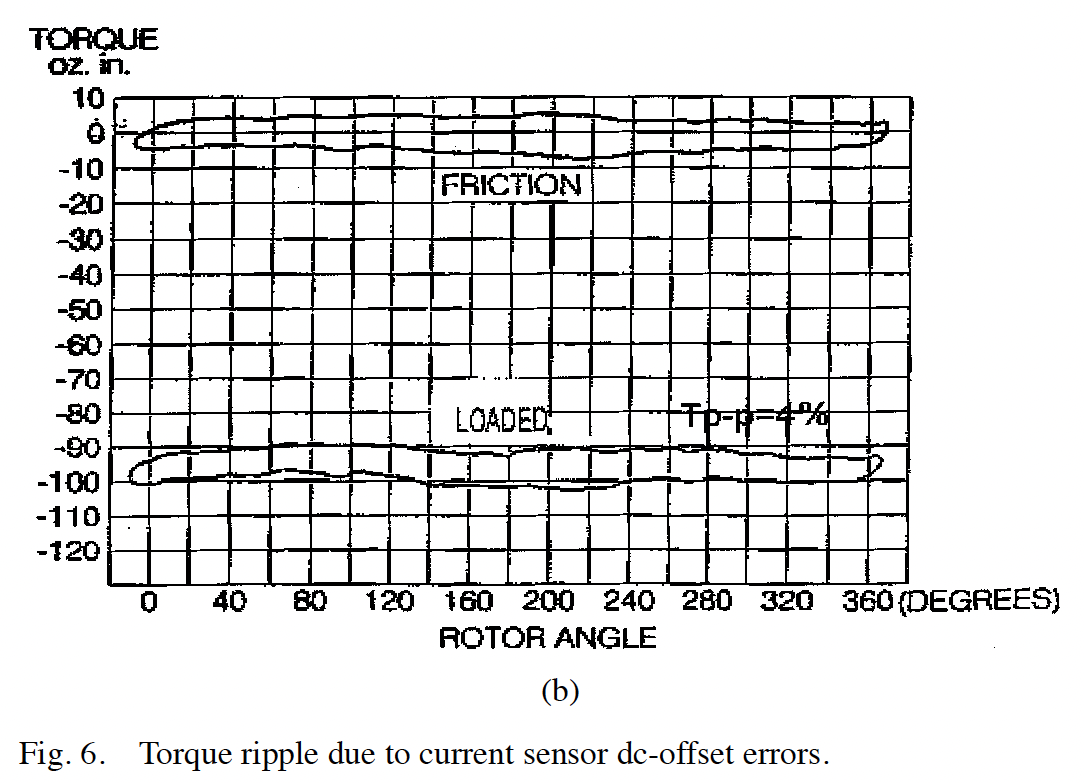 TORQUE
oz. in.
10
0
-10
FRICTION
-20
-30
-40
-50
-60
-70
-80
LOADED
Tp-p=4%
-90
-100
-110
-120
0 40 80 120 160 200 240 280 320 360 (DEGREES)
ROTOR ANGLE
(b)
Fig. 6. Torque ripple due to current sensor dc-offset errors.